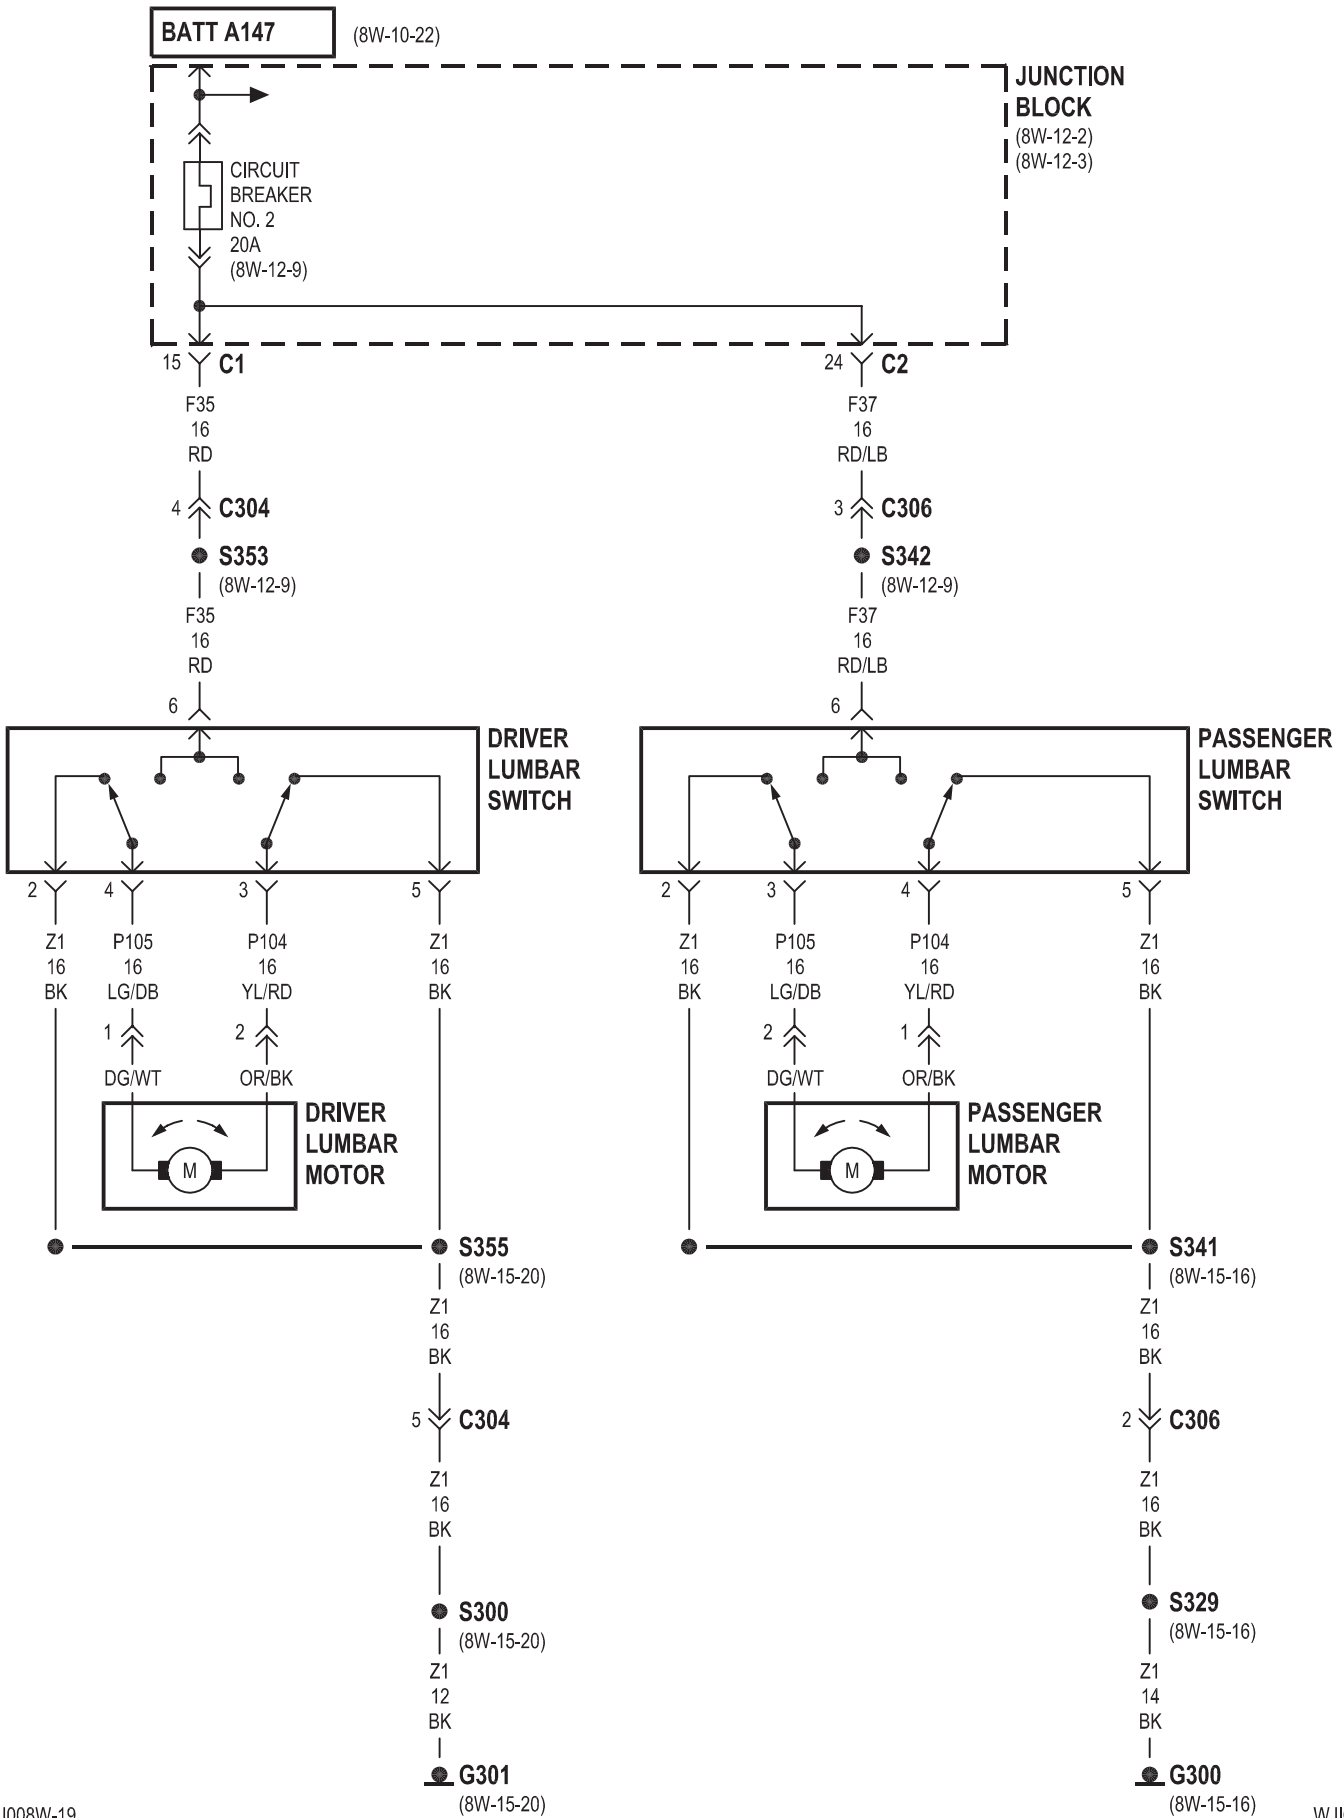 BATT A147
(8W-10-22)
JUNCTION
BLOCK
(8W-12-2)
(8W-12-3)
CIRCUIT
BREAKER
NO. 2
20A
(8W-12-9)
15 C1
24 C2
F35
16
RD
F37
16
RD/LB
4 C304
3 C306
S353
(8W-12-9)
S342
(8W-12-9)
F35
16
RD
F37
16
RD/LB
6
6
DRIVER
LUMBAR
SWITCH
PASSENGER
LUMBAR
SWITCH
2 4 3 5
2 3 4 5
Z1 P105 P104 Z1
16 16 16 16
BK LG/DB YL/RD BK
Z1 P105 P104 Z1
16 16 16 16
BK LG/DB YL/RD BK
1 2
2 1
DG/WT OR/BK
DG/WT OR/BK
DRIVER
LUMBAR
MOTOR
M
PASSENGER
LUMBAR
MOTOR
M
S355
(8W-15-20)
S341
(8W-15-16)
Z1
16
BK
Z1
16
BK
5 C304
2 C306
Z1
16
BK
Z1
16
BK
S300
(8W-15-20)
S329
(8W-15-16)
Z1
12
BK
Z1
14
BK
G301
(8W-15-20)
G300
(8W-15-16)
J008W-19